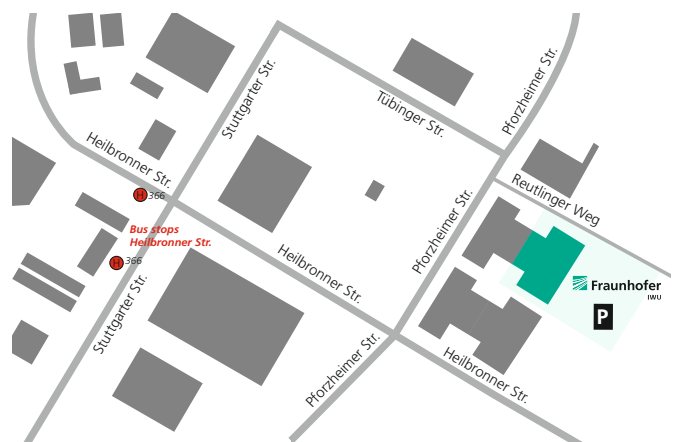 Stuttgarter Str.
Tübinger Str.
Pforzheimer Str.
Heilbronner Str.
H 366
Reutlinger Weg
Pforzheimer Str.
Bus stops
Heilbronner Str.
H 366
Heilbronner Str.
Fraunhofer
IWU
P
Stuttgarter Str.
Pforzheimer Str.
Heilbronner Str.